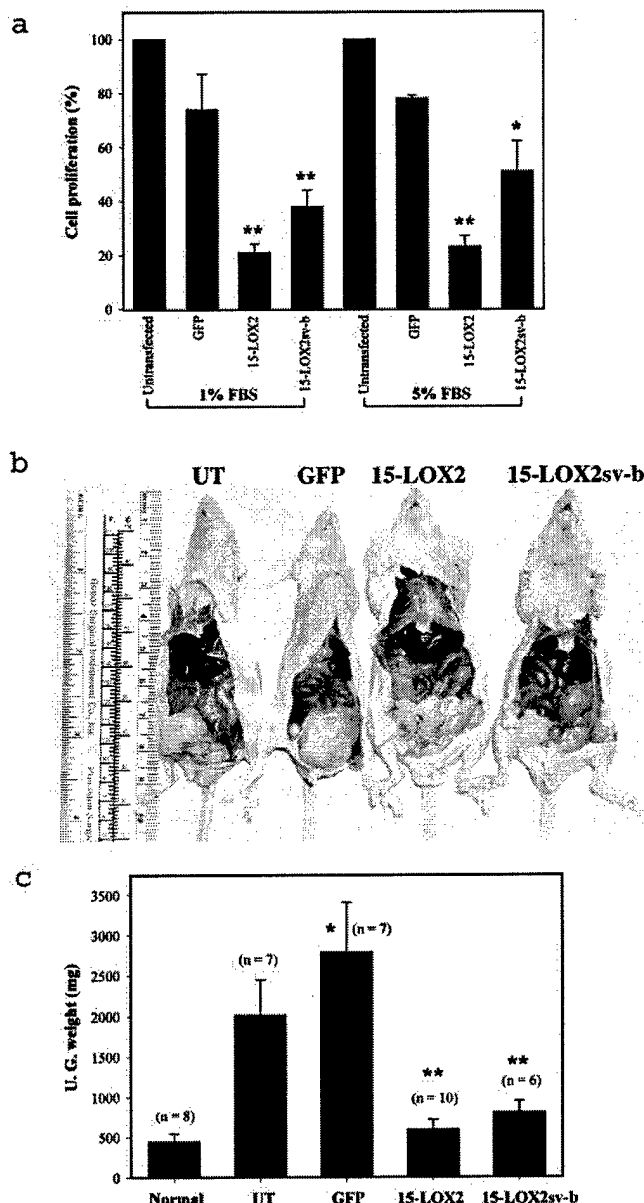 a
Cell proliferation (%)
100
80
60
40
20
0
**
**
**
*
Untransfected
GFP
15-LOX2
15-LOX2sv-b
Untransfected
GFP
15-LOX2
15-LOX2sv-b
1% FBS
5% FBS
b
UT GFP 15-LOX2 15-LOX2sv-b
c
U. G. weight (mg)
3500
3000
2500
2000
1500
1000
500
0
(n = 8)
(n = 7)
* (n = 7)
**
(n = 10)
**
(n = 6)
Normal UT GFP 15-LOX2 15-LOX2sv-b